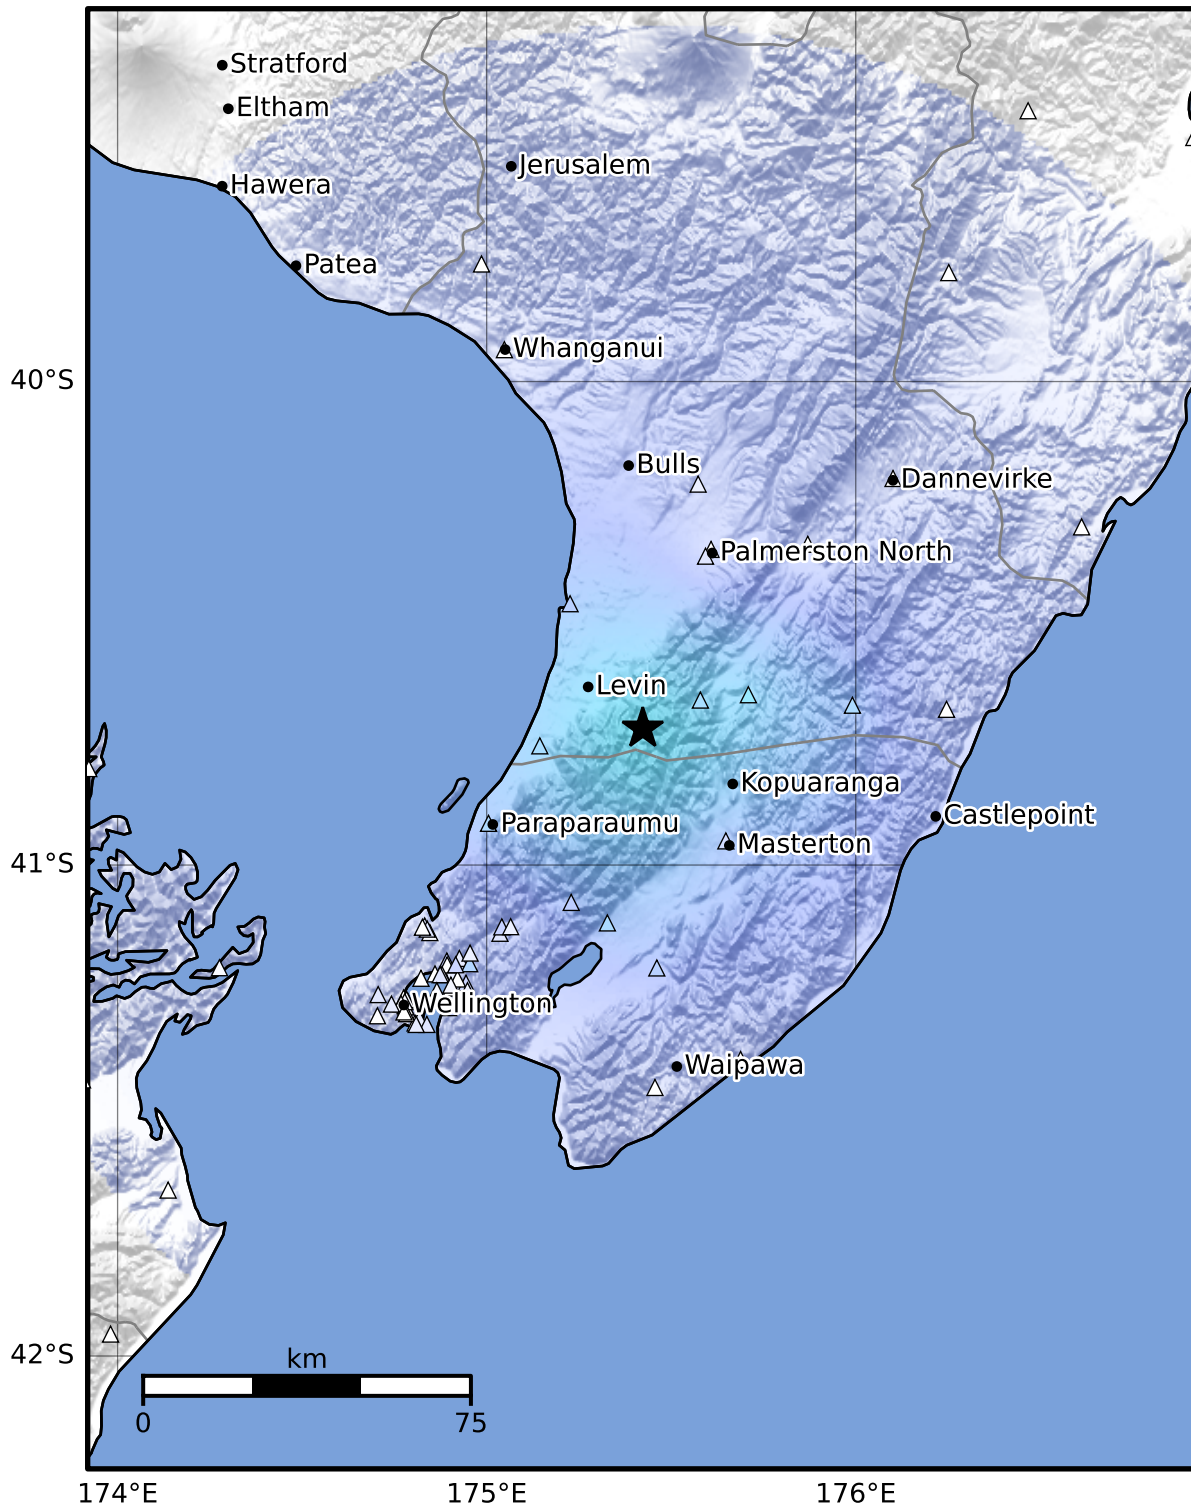 Stratford
Eltham
Jerusalem
Hawera
Patea
Whanganui
40°S
Bulls
Dannevirke
Palmerston North
Levin
Kopuaranga
Castlepoint
Paraparaumu
Masterton
41°S
Wellington
Waipawa
42°S
km
0 75
174°E 175°E 176°E